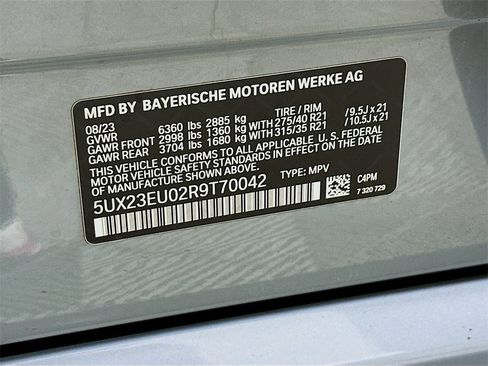 MFD BY BAYERISCHE MOTOREN WERKE AG
08/23 6360 lbs 2885 kg TIRE / RIM
GVWR
GAWR FRONT 2998 lbs 1360 kg WITH 275/40 R21 /9.5J x 21
GAWR REAR 3704 lbs 1680 kg WITH 315/35 R21 /10.5J x 21
THIS VEHICLE CONFORMS TO ALL APPLICABLE U. S. FEDERAL
MOTOR VEHICLE SAFETY STANDARDS IN EFFECT ON THE DATE OF
MANUFACTURE SHOWN ABOVE.
5UX23EU02R9T70042 TYPE: MPV
C4PM
7 320 729